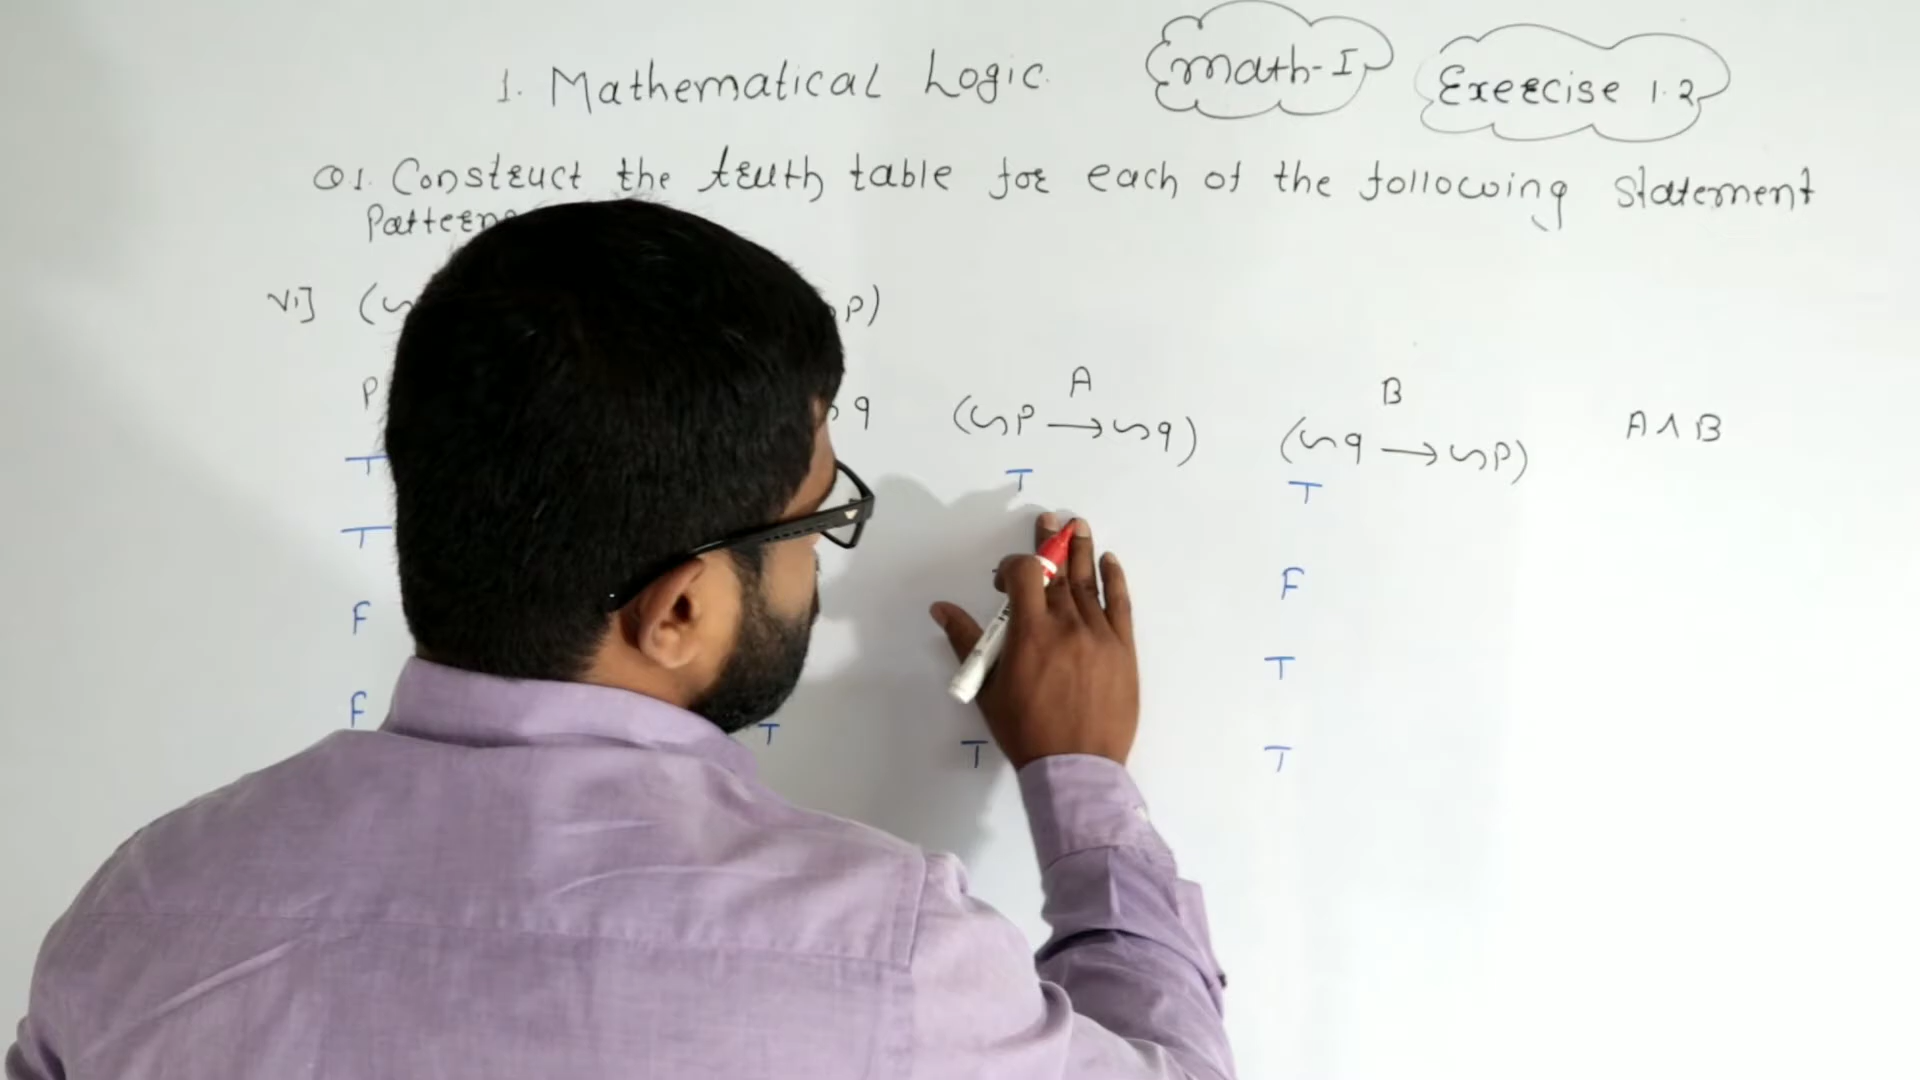 1. Mathematical Logic. Math-I Exercise 1.2
Q1. Construct the truth table for each of the following statement
Pattern
vi] (~ p)
P q (~p → ~q) A (~q → ~p) B A ∧ B
T T T
T F
F T
F T T T